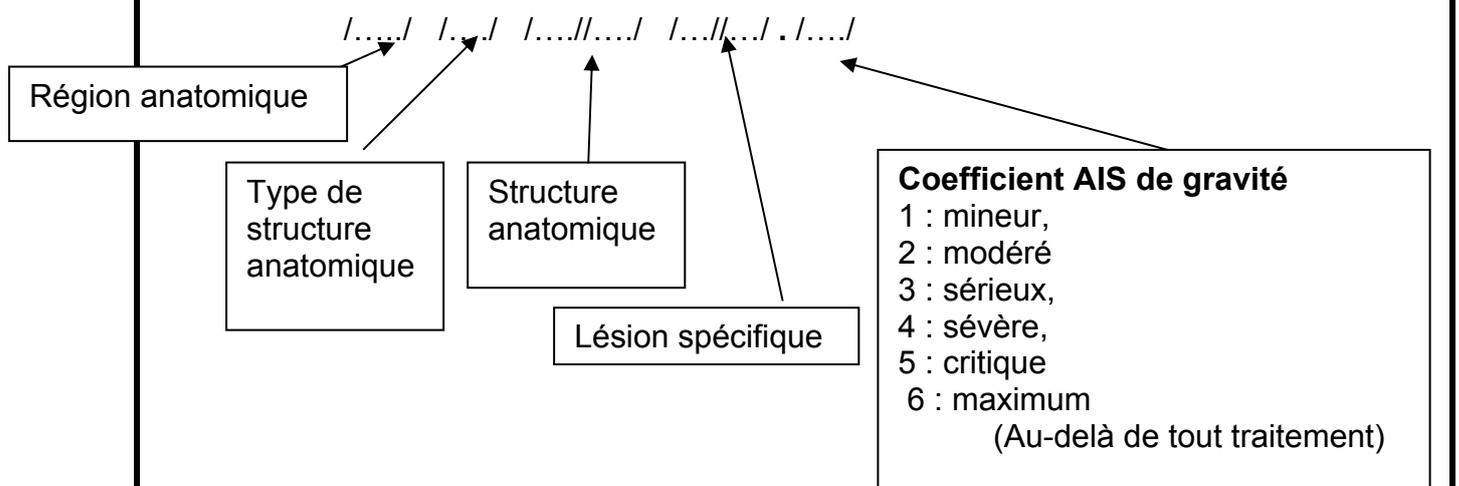 /…../ /…./ /….//…./ /…//…/ . /…./
Région anatomique
Type de
structure
anatomique
Structure
anatomique
Lésion spécifique
Coefficient AIS de gravité
1 : mineur,
2 : modéré
3 : sérieux,
4 : sévère,
5 : critique
6 : maximum
(Au-delà de tout traitement)